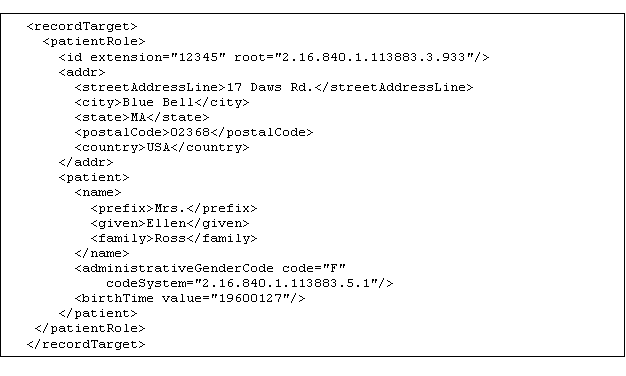 <recordTarget>
<patientRole>
<id extension="12345" root="2.16.840.1.113883.3.933"/>
<addr>
<streetAddressLine>17 Daws Rd.</streetAddressLine>
<city>Blue Bell</city>
<state>MA</state>
<postalCode>02368</postalCode>
<country>USA</country>
</addr>
<patient>
<name>
<prefix>Mrs.</prefix>
<given>Ellen</given>
<family>Ross</family>
</name>
<administrativeGenderCode code="F"
codeSystem="2.16.840.1.113883.5.1"/>
<birthTime value="19600127"/>
</patient>
</patientRole>
</recordTarget>